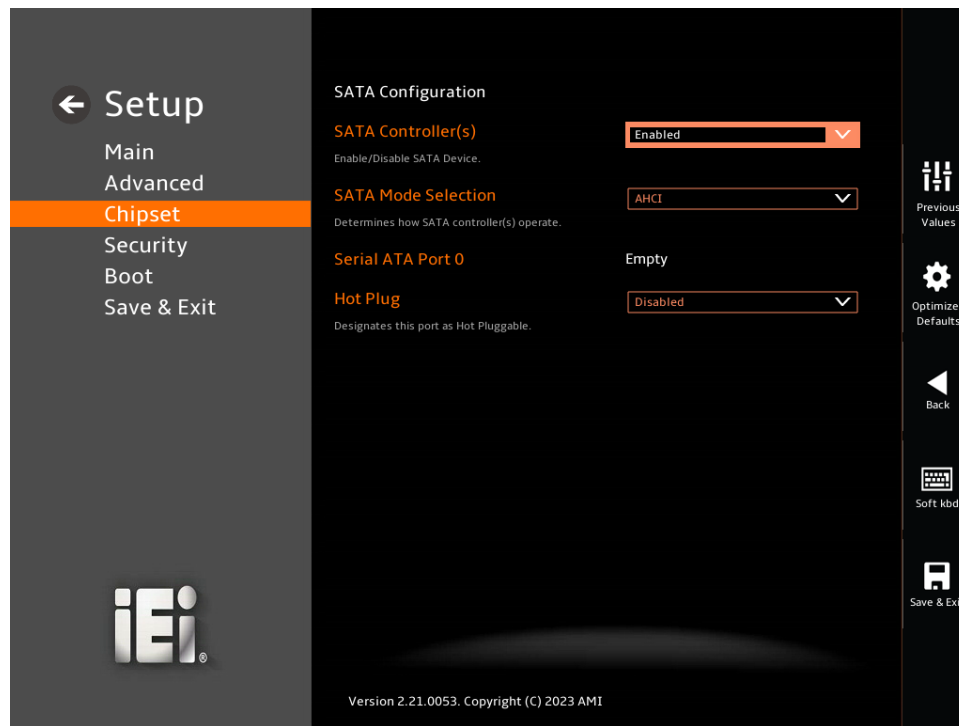 Setup
Main
Advanced
Chipset
Security
Boot
Save & Exit
iEi®
SATA Configuration
SATA Controller(s)
Enabled
Enable/Disable SATA Device.
SATA Mode Selection
AHCI
Determines how SATA controller(s) operate.
Serial ATA Port 0
Empty
Hot Plug
Disabled
Designates this port as Hot Pluggable.
Version 2.21.0053. Copyright (C) 2023 AMI
Previous
Values
Optimize
Defaults
Back
Soft kbd
Save & Exi